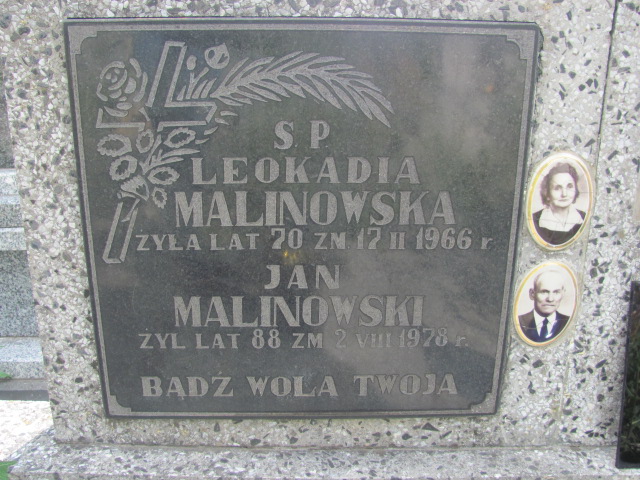 Ś. P.
LEOKADIA
MALINOWSKA
ŻYŁA LAT 70 ZM 17 II 1966 r.
JAN
MALINOWSKI
ŻYŁ LAT 88 ZM 2 VIII 1978 r.
BĄDŹ WOLA TWOJA